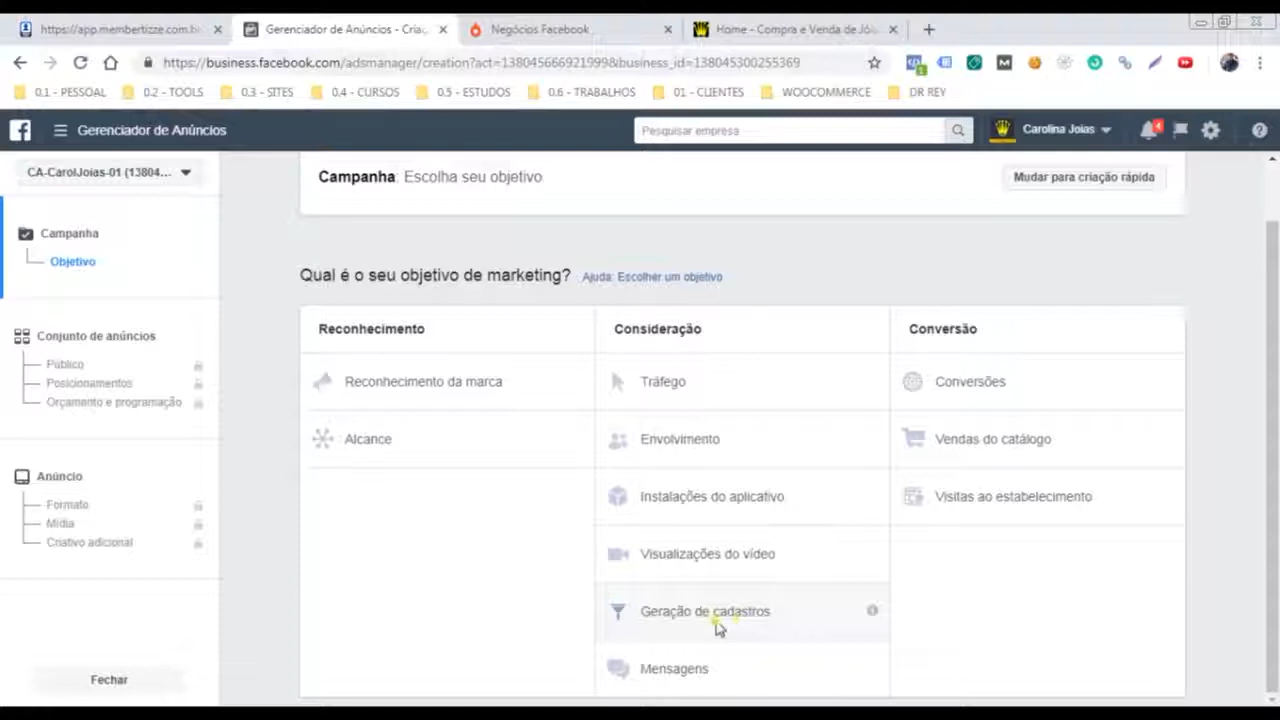 https://app.membertizze.com.b
Gerenciador de Anúncios - Cria
Negócios Facebook
Home - Compra e Venda de Jói
https://business.facebook.com/adsmanager/creation?act=1380456669219998&business_id=138045300255369
0.1 - PESSOAL
0.2 - TOOLS
0.3 - SITES
0.4 - CURSOS
0.5 - ESTUDOS
0.6 - TRABALHOS
01 - CLIENTES
WOOCOMMERCE
DR REY
Gerenciador de Anúncios
Pesquisar empresa
Carolina Joias
4
CA-CarolJoias-01 (13804...
Campanha: Escolha seu objetivo
Mudar para criação rápida
Campanha
Objetivo
Qual é o seu objetivo de marketing?
Ajuda: Escolher um objetivo
Conjunto de anúncios
Público
Posicionamentos
Orçamento e programação
Anúncio
Formato
Mídia
Criativo adicional
Fechar
Reconhecimento
Consideração
Conversão
Reconhecimento da marca
Tráfego
Conversões
Alcance
Envolvimento
Vendas do catálogo
Instalações do aplicativo
Visitas ao estabelecimento
Visualizações do vídeo
Geração de cadastros
Mensagens